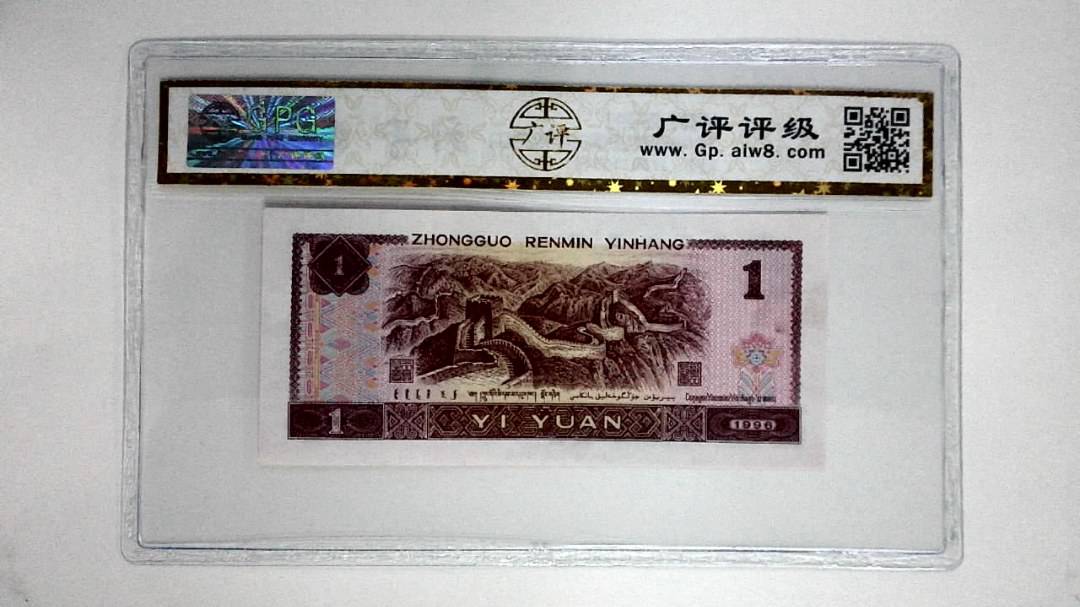 GPG
广评
广评评级
www.Gp.aiw8.com
ZHONGGUO RENMIN YINHANG
1
1
1
YI YUAN
1996